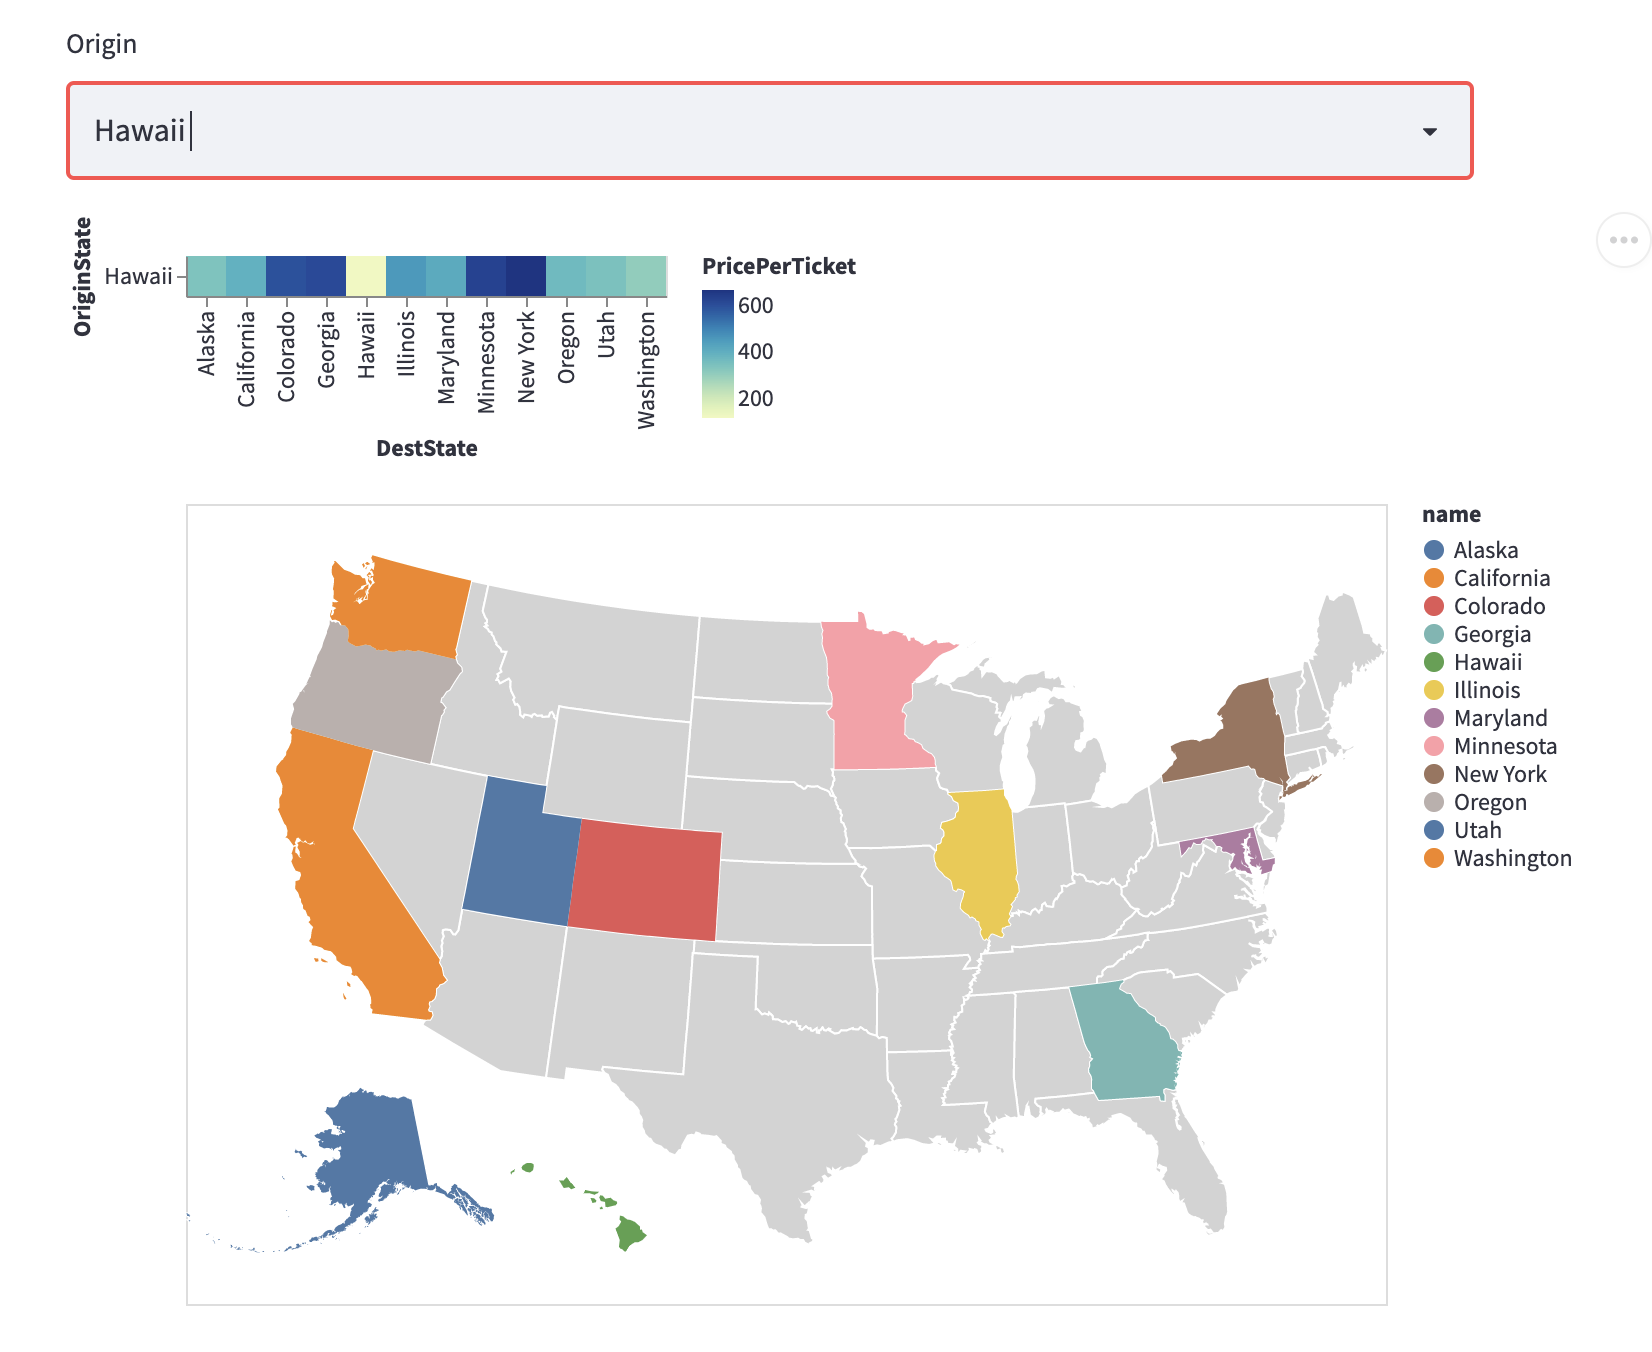 Origin
Hawaii
OriginState
Hawaii
Alaska
California
Colorado
Georgia
Hawaii
Illinois
Maryland
Minnesota
New York
Oregon
Utah
Washington
DestState
PricePerTicket
600
400
200
name
Alaska
California
Colorado
Georgia
Hawaii
Illinois
Maryland
Minnesota
New York
Oregon
Utah
Washington